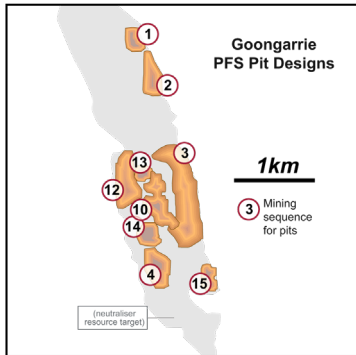 1
Goongarrie
PFS Pit Designs
2
13
3
1km
12
10
3 Mining
sequence
for pits
14
4
15
(neutraliser
resource target)